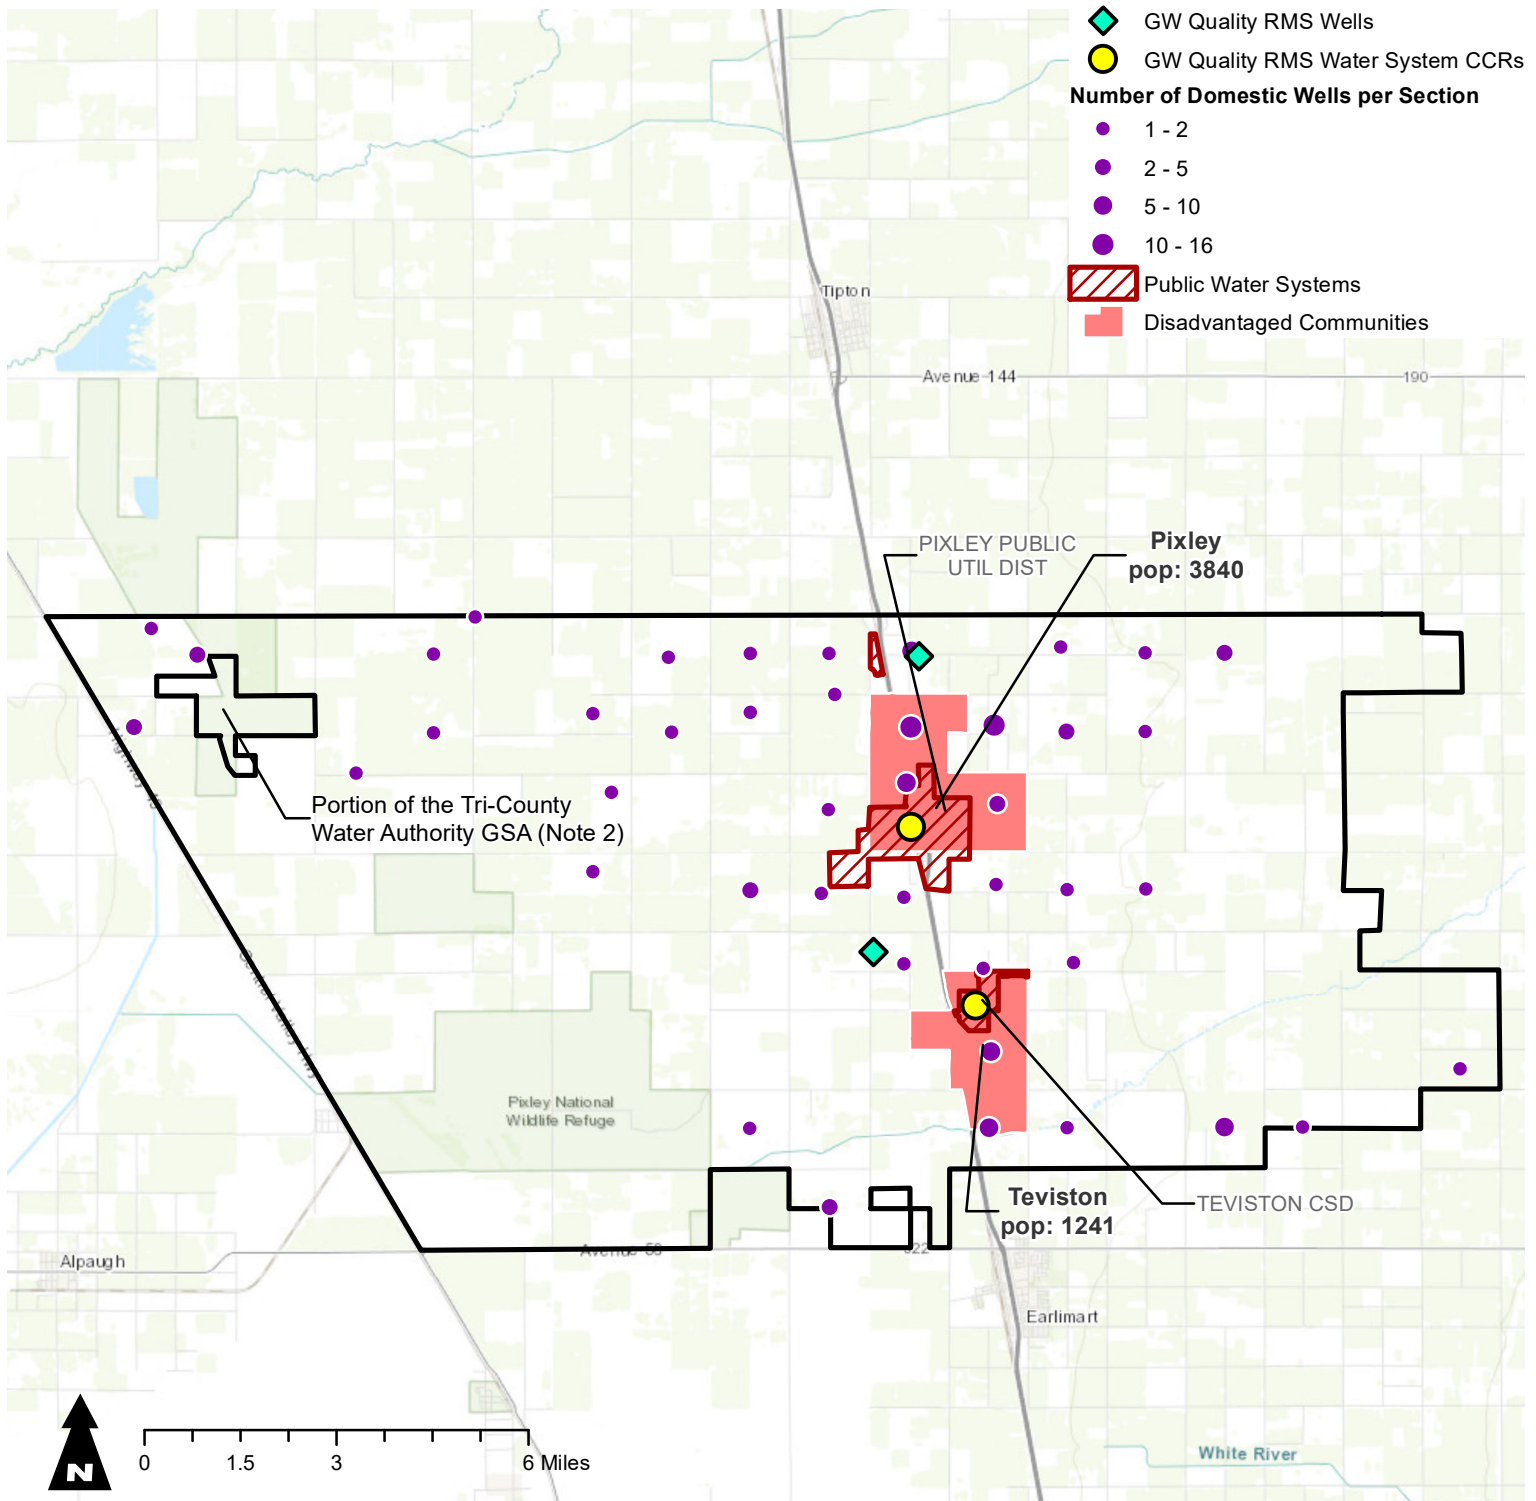 GW Quality RMS Wells
GW Quality RMS Water System CCRs
Number of Domestic Wells per Section
1 - 2
2 - 5
5 - 10
10 - 16
Public Water Systems
Disadvantaged Communities
Tipton
Avenue 144
190
PIXLEY PUBLIC
UTIL DIST
Pixley
pop: 3840
Portion of the Tri-County
Water Authority GSA (Note 2)
Pixley National
Wildlife Refuge
Teviston
pop: 1241
TEVISTON CSD
Alpaugh
Earlimart
White River
N
0
1.5
3
6 Miles